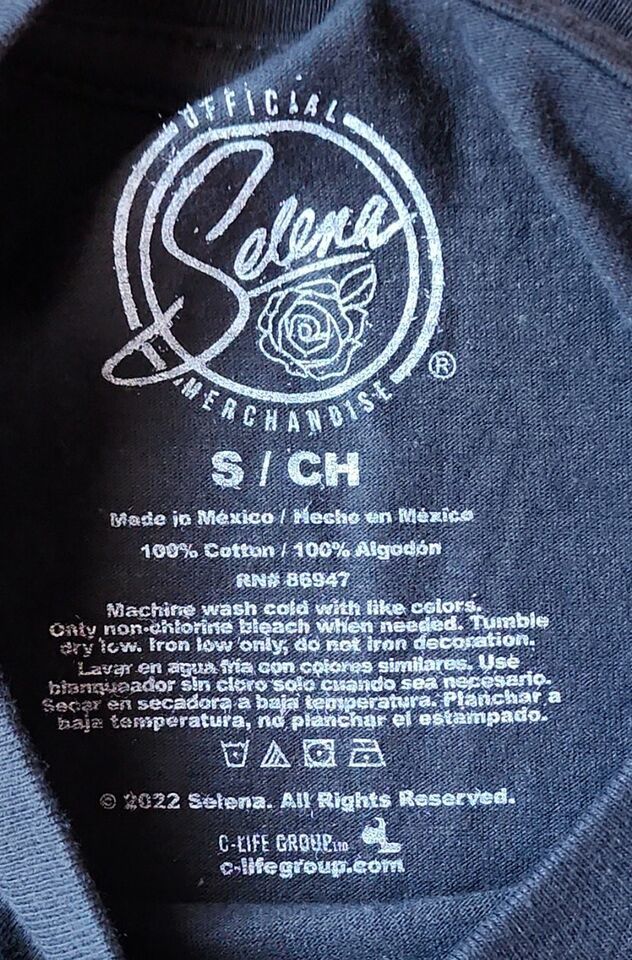 OFFICIAL
Selena
MERCHANDISE ®
S / CH
Made in México / Hecho en México
100% Cotton / 100% Algodón
RN# 86947
Machine wash cold with like colors.
Only non-chlorine bleach when needed. Tumble
dry low. Iron low only, do not iron decoration.
Lavar en agua fria con colores similares. Use
blanqueador sin cloro solo cuando sea necesario.
Secar en secadora a baja temperatura. Planchar a
baja temperatura, no planchar el estampado.
© 2022 Selena. All Rights Reserved.
C-LIFE GROUP LTD
c-lifegroup.com